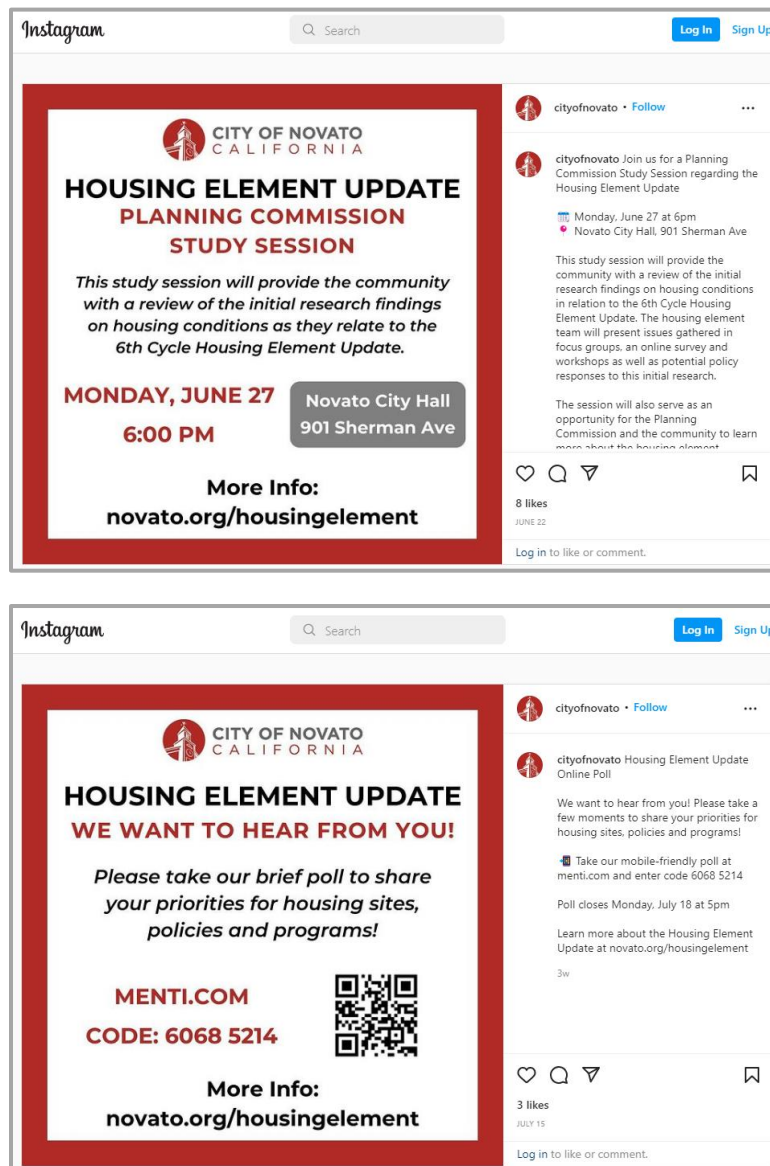 Instagram
Search
Log In
Sign Up
CITY OF NOVATO
CALIFORNIA
HOUSING ELEMENT UPDATE
PLANNING COMMISSION
STUDY SESSION
This study session will provide the community
with a review of the initial research findings
on housing conditions as they relate to the
6th Cycle Housing Element Update.
MONDAY, JUNE 27
6:00 PM
Novato City Hall
901 Sherman Ave
More Info:
novato.org/housingelement
cityofnovato • Follow
cityofnovato Join us for a Planning
Commission Study Session regarding the
Housing Element Update
Monday, June 27 at 6pm
Novato City Hall, 901 Sherman Ave
This study session will provide the
community with a review of the initial
research findings on housing conditions
in relation to the 6th Cycle Housing
Element Update. The housing element
team will present issues gathered in
focus groups, an online survey and
workshops as well as potential policy
responses to this initial research.
The session will also serve as an
opportunity for the Planning
Commission and the community to learn
more about the housing element
8 likes
JUNE 22
Log in to like or comment.
Instagram
Search
Log In
Sign Up
CITY OF NOVATO
CALIFORNIA
HOUSING ELEMENT UPDATE
WE WANT TO HEAR FROM YOU!
Please take our brief poll to share
your priorities for housing sites,
policies and programs!
MENTI.COM
CODE: 6068 5214
More Info:
novato.org/housingelement
cityofnovato • Follow
cityofnovato Housing Element Update
Online Poll
We want to hear from you! Please take a
few moments to share your priorities for
housing sites, policies and programs!
Take our mobile-friendly poll at
menti.com and enter code 6068 5214
Poll closes Monday, July 18 at 5pm
Learn more about the Housing Element
Update at novato.org/housingelement
3w
3 likes
JULY 15
Log in to like or comment.